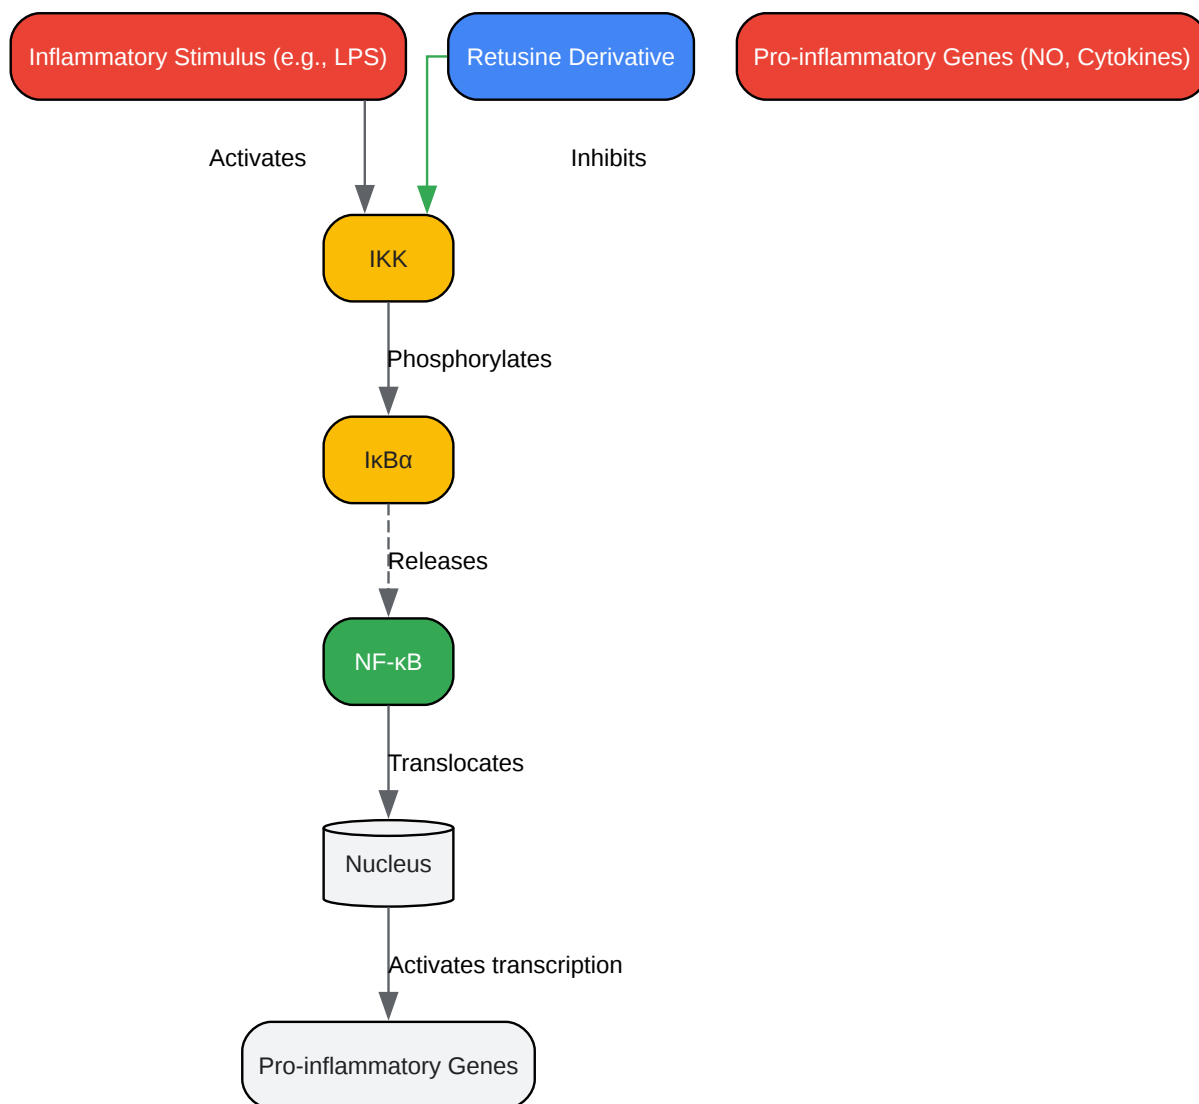 Inflammatory Stimulus (e.g., LPS)
Retusine Derivative
Pro-inflammatory Genes (NO, Cytokines)
Activates
Inhibits
IKK
Phosphorylates
IκBα
Releases
NF-κB
Translocates
Nucleus
Activates transcription
Pro-inflammatory Genes